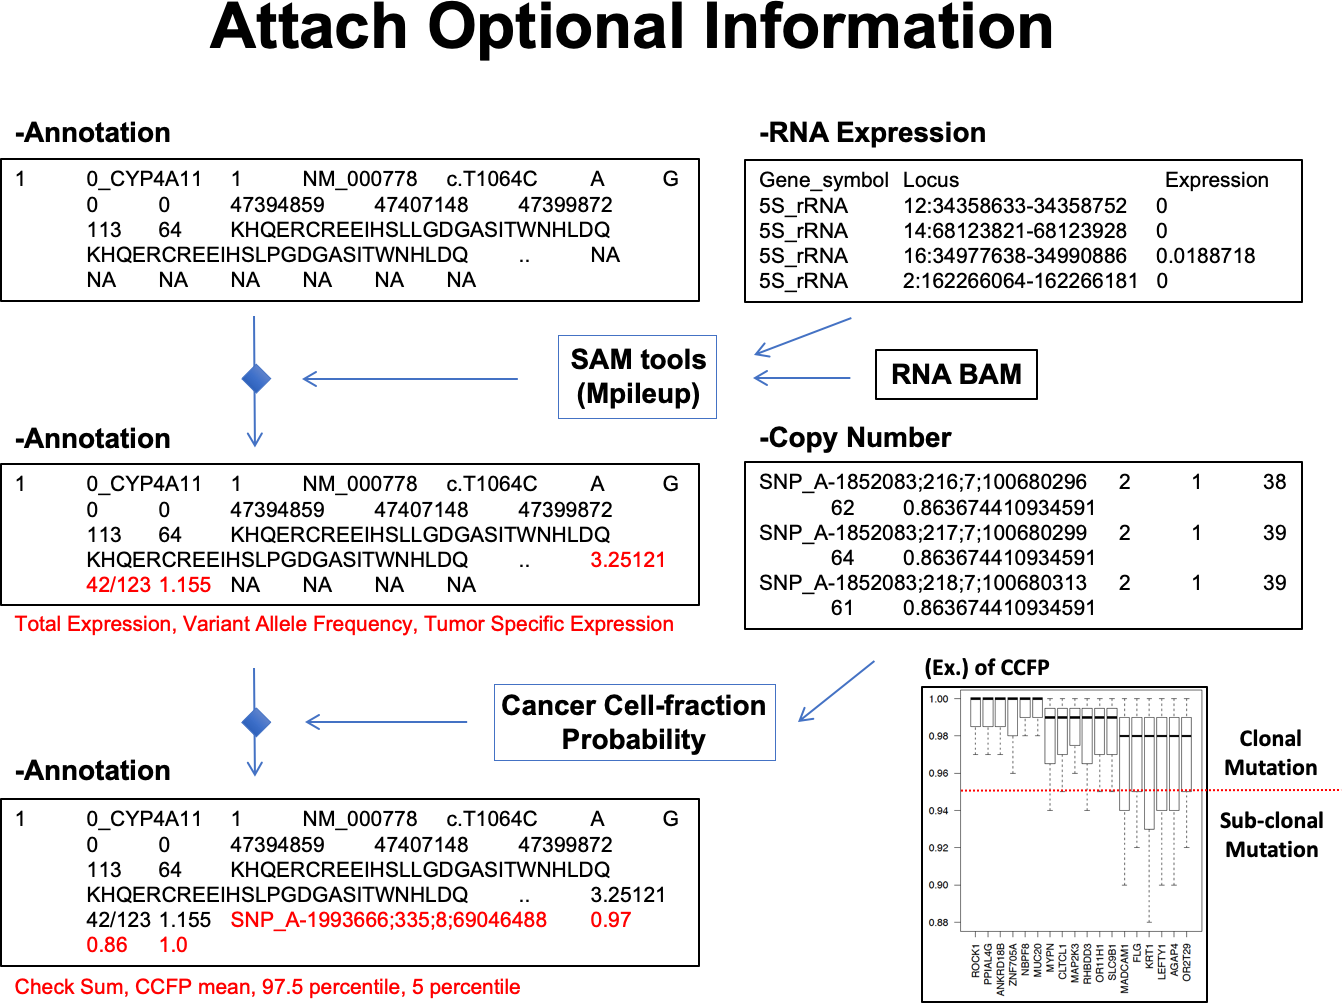 Attach Optional Information
-Annotation
1 0_CYP4A11 1 NM_000778 c.T1064C A G
0 0 47394859 47407148 47399872
113 64 KHQERCREEIHSLLGDGASITWNHLDQ
KHQERCREEIHSLPGDGASITWNHLDQ .. NA
NA NA NA NA NA NA
-RNA Expression
Gene_symbol Locus Expression
5S_rRNA 12:34358633-34358752 0
5S_rRNA 14:68123821-68123928 0
5S_rRNA 16:34977638-34990886 0.0188718
5S_rRNA 2:162266064-162266181 0
SAM tools
(Mpileup)
RNA BAM
-Annotation
1 0_CYP4A11 1 NM_000778 c.T1064C A G
0 0 47394859 47407148 47399872
113 64 KHQERCREEIHSLLGDGASITWNHLDQ
KHQERCREEIHSLPGDGASITWNHLDQ .. 3.25121
42/123 1.155 NA NA NA NA
Total Expression, Variant Allele Frequency, Tumor Specific Expression
-Copy Number
SNP_A-1852083;216;7;100680296 2 1 38
62 0.863674410934591
SNP_A-1852083;217;7;100680299 2 1 39
64 0.863674410934591
SNP_A-1852083;218;7;100680313 2 1 39
61 0.863674410934591
Cancer Cell-fraction
Probability
-Annotation
1 0_CYP4A11 1 NM_000778 c.T1064C A G
0 0 47394859 47407148 47399872
113 64 KHQERCREEIHSLLGDGASITWNHLDQ
KHQERCREEIHSLPGDGASITWNHLDQ .. 3.25121
42/123 1.155 SNP_A-1993666;335;8;69046488 0.97
0.86 1.0
Check Sum, CCFP mean, 97.5 percentile, 5 percentile
(Ex.) of CCFP
1.00
0.98
0.96
0.94
0.92
0.90
0.88
ROCK1
PPIAL4G
ANKRD18B
ZNF705A
NBPF8
MUC20
MYPN
CLTCL1
MAP2K3
RHBDD3
OR11H1
SLC9B1
MADCAM1
FLG
KRT1
LEFTY1
AGAP4
OR2T29
Clonal
Mutation
Sub-clonal
Mutation